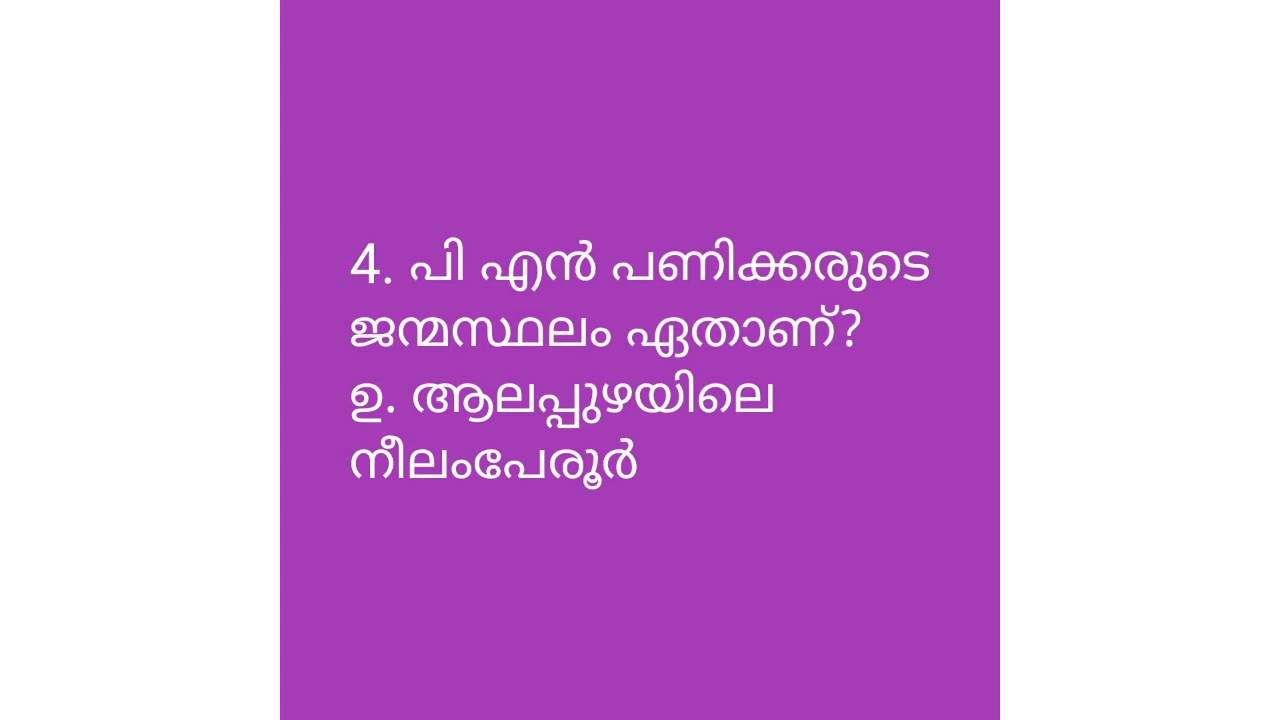 4. പി എൻ പണിക്കരുടെ
ജന്മസ്ഥലം ഏതാണ്?
ഉ. ആലപ്പുഴയിലെ
നീലംപേരൂർ